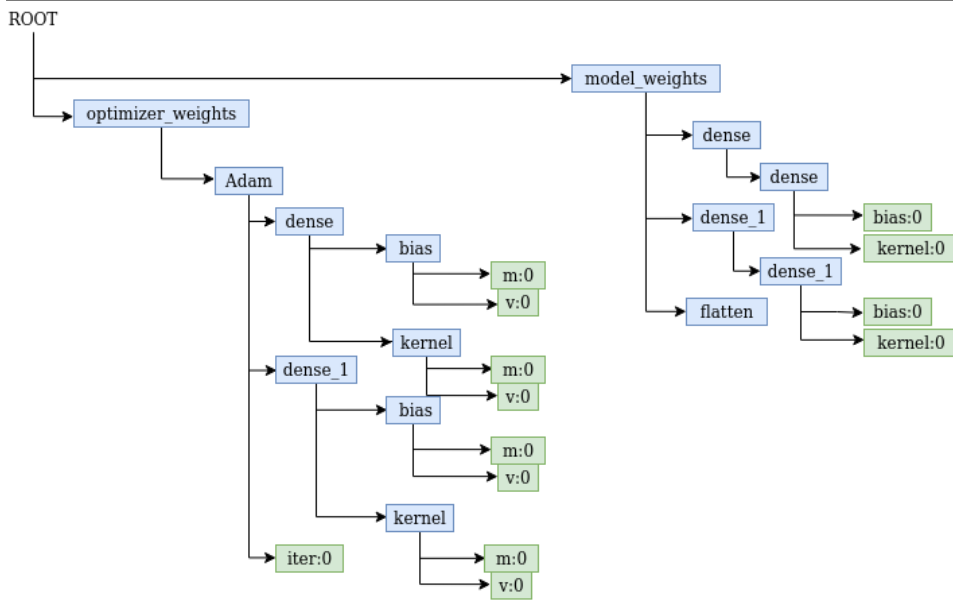 ROOT
model_weights
optimizer_weights
dense
dense
Adam
dense
dense_1
bias:0
bias
kernel:0
m:0
dense_1
v:0
flatten
bias:0
kernel
kernel:0
dense_1
m:0
v:0
bias
m:0
v:0
kernel
iter:0
m:0
v:0